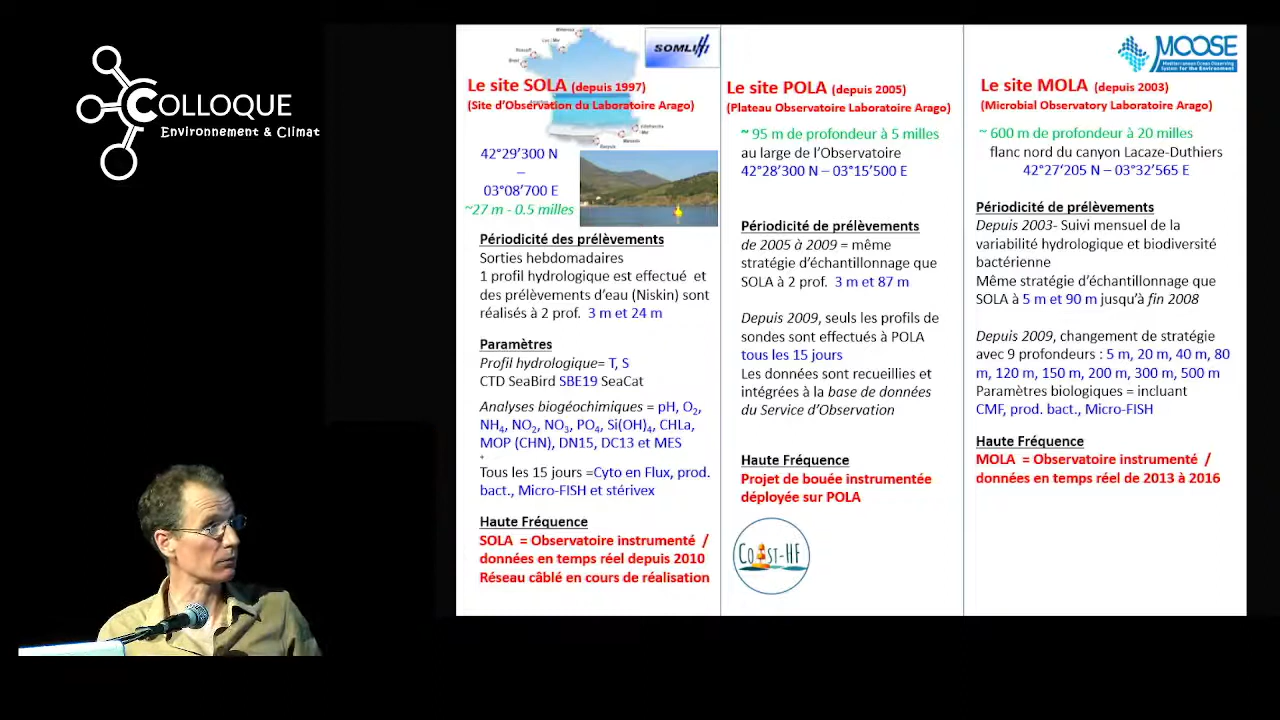 COLLOQUE
Environnement & Climat
SOMLIT
Le site SOLA (depuis 1997)
(Site d'Observation du Laboratoire Arago)
42°29'300 N
–
03°08'700 E
~27 m - 0.5 milles
Périodicité des prélèvements
Sorties hebdomadaires
1 profil hydrologique est effectué et
des prélèvements d'eau (Niskin) sont
réalisés à 2 prof. 3 m et 24 m
Paramètres
Profil hydrologique= T, S
CTD SeaBird SBE19 SeaCat
Analyses biogéochimiques = pH, O₂,
NH₄, NO₂, NO₃, PO₄, Si(OH)₄, CHLa,
MOP (CHN), DN15, DC13 et MES
+
Tous les 15 jours =Cyto en Flux, prod.
bact., Micro-FISH et stérivex
Haute Fréquence
SOLA = Observatoire instrumenté /
données en temps réel depuis 2010
Réseau câblé en cours de réalisation
Le site POLA (depuis 2005)
(Plateau Observatoire Laboratoire Arago)
~ 95 m de profondeur à 5 milles
au large de l'Observatoire
42°28'300 N – 03°15'500 E
Périodicité de prélèvements
de 2005 à 2009 = même
stratégie d'échantillonnage que
SOLA à 2 prof. 3 m et 87 m
Depuis 2009, seuls les profils de
sondes sont effectués à POLA
tous les 15 jours
Les données sont recueillies et
intégrées à la base de données
du Service d'Observation
Haute Fréquence
Projet de bouée instrumentée
déployée sur POLA
COAST-HF
MOOSE
Mediterranean Ocean Observing
System for the Environment
Le site MOLA (depuis 2003)
(Microbial Observatory Laboratoire Arago)
~ 600 m de profondeur à 20 milles
flanc nord du canyon Lacaze-Duthiers
42°27'205 N – 03°32'565 E
Périodicité de prélèvements
Depuis 2003- Suivi mensuel de la
variabilité hydrologique et biodiversité
bactérienne
Même stratégie d'échantillonnage que
SOLA à 5 m et 90 m jusqu'à fin 2008
Depuis 2009, changement de stratégie
avec 9 profondeurs : 5 m, 20 m, 40 m, 80
m, 120 m, 150 m, 200 m, 300 m, 500 m
Paramètres biologiques = incluant
CMF, prod. bact., Micro-FISH
Haute Fréquence
MOLA = Observatoire instrumenté /
données en temps réel de 2013 à 2016